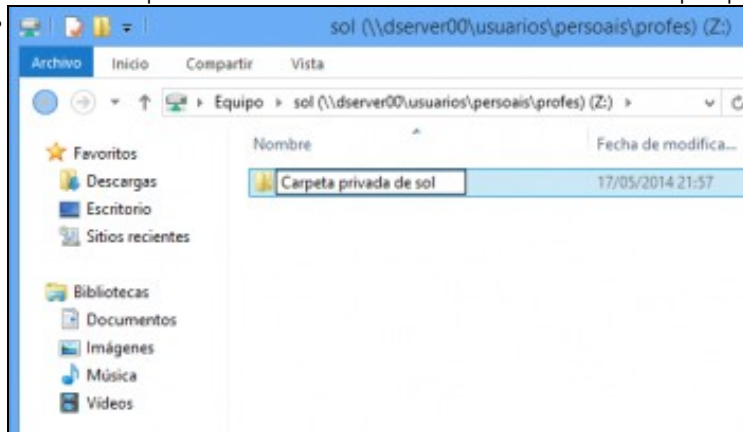 sol (\\dserver00\usuarios\persoais\profes) (Z:)
Archivo Inicio Compartir Vista
Equipo sol (\\dserver00\usuarios\persoais\profes) (Z:)
Nombre Fecha de modifica...
Favoritos
Carpeta privada de sol 17/05/2014 21:57
Descargas
Escritorio
Sitios recientes
Bibliotecas
Documentos
Imágenes
Música
Vídeos